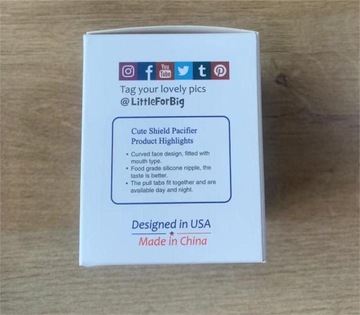 You
Tube
Tag your lovely pics
@LittleForBig
Cute Shield Pacifier
Product Highlights
• Curved face design, fitted with
mouth type.
• Food grade silicone nipple, the
taste is better.
• The pull tabs fit together and are
available day and night.
Designed in USA
Made in China